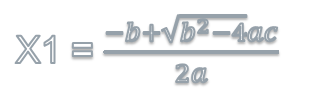 X1 = (-b+√(b²-4ac))/(2a)